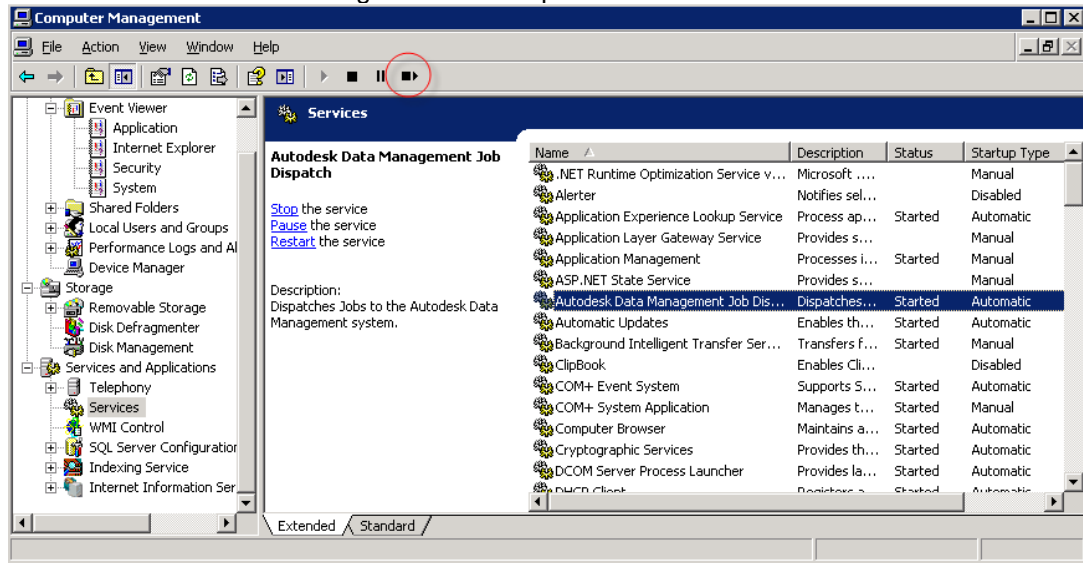 Computer Management
File Action View Window Help
Event Viewer
Application
Internet Explorer
Security
System
Shared Folders
Local Users and Groups
Performance Logs and Al
Device Manager
Storage
Removable Storage
Disk Defragmenter
Disk Management
Services and Applications
Telephony
Services
WMI Control
SQL Server Configuration
Indexing Service
Internet Information Ser
Services
Autodesk Data Management Job
Dispatch
Stop the service
Pause the service
Restart the service
Description:
Dispatches Jobs to the Autodesk Data
Management system.
Name Description Status Startup Type
.NET Runtime Optimization Service v... Microsoft .... Manual
Alerter Notifies sel... Disabled
Application Experience Lookup Service Process ap... Started Automatic
Application Layer Gateway Service Provides s... Manual
Application Management Processes i... Started Manual
ASP.NET State Service Provides s... Manual
Autodesk Data Management Job Dis... Dispatches... Started Automatic
Automatic Updates Enables th... Started Automatic
Background Intelligent Transfer Ser... Transfers f... Started Manual
ClipBook Enables Cli... Disabled
COM+ Event System Supports S... Started Automatic
COM+ System Application Manages t... Started Manual
Computer Browser Maintains a... Started Automatic
Cryptographic Services Provides th... Started Automatic
DCOM Server Process Launcher Provides la... Started Automatic
DHCP Client Registers a... Started Automatic
Extended Standard